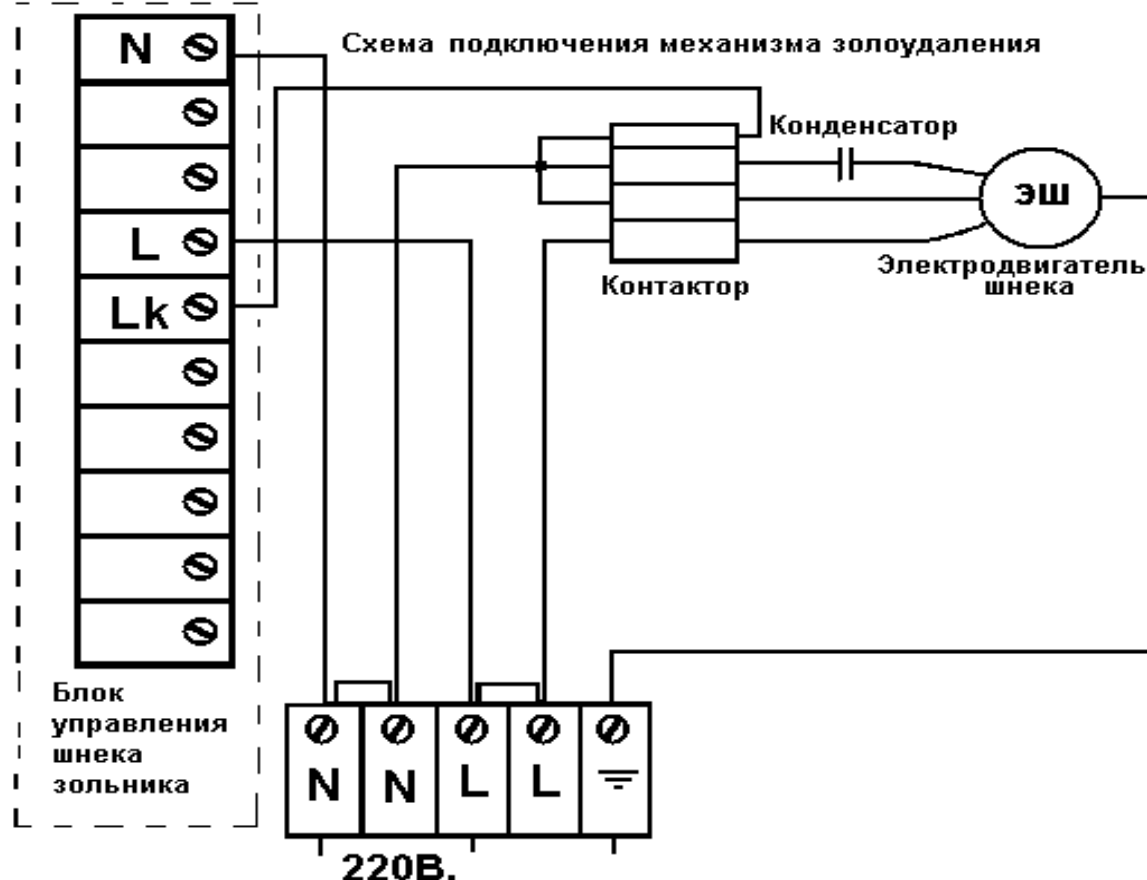 Схема подключения механизма золоудаления
N
L
Lk
Конденсатор
ЭШ
Контактор
Электродвигатель
шнека
Блок
управления
шнека
зольника
N N L L
220В.